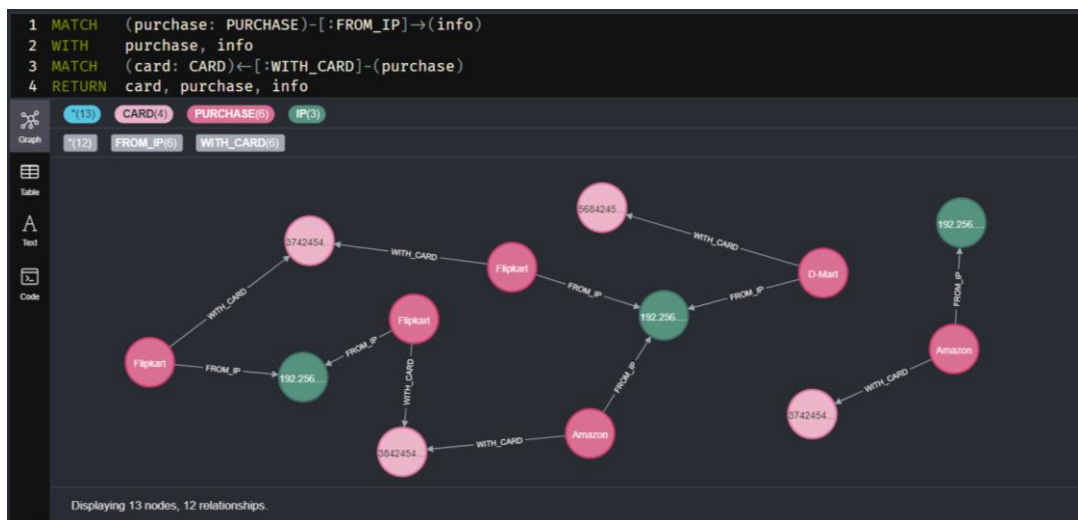 1 MATCH (purchase: PURCHASE)-[:FROM_IP]→(info)
2 WITH purchase, info
3 MATCH (card: CARD)←[:WITH_CARD]-(purchase)
4 RETURN card, purchase, info
*(13) CARD(4) PURCHASE(6) IP(3)
Graph
*(12) FROM_IP(6) WITH_CARD(6)
Table
A
Text
Code
5684245...
192.256....
3742454...
WITH_CARD
WITH_CARD
Flipkart
D-Mart
FROM_IP
FROM_IP
FROM_IP
WITH_CARD
192.256....
Flipkart
Amazon
Flipkart
FROM_IP
FROM_IP
192.256....
FROM_IP
WITH_CARD
WITH_CARD
3742454...
Amazon
WITH_CARD
3842454...
Displaying 13 nodes, 12 relationships.